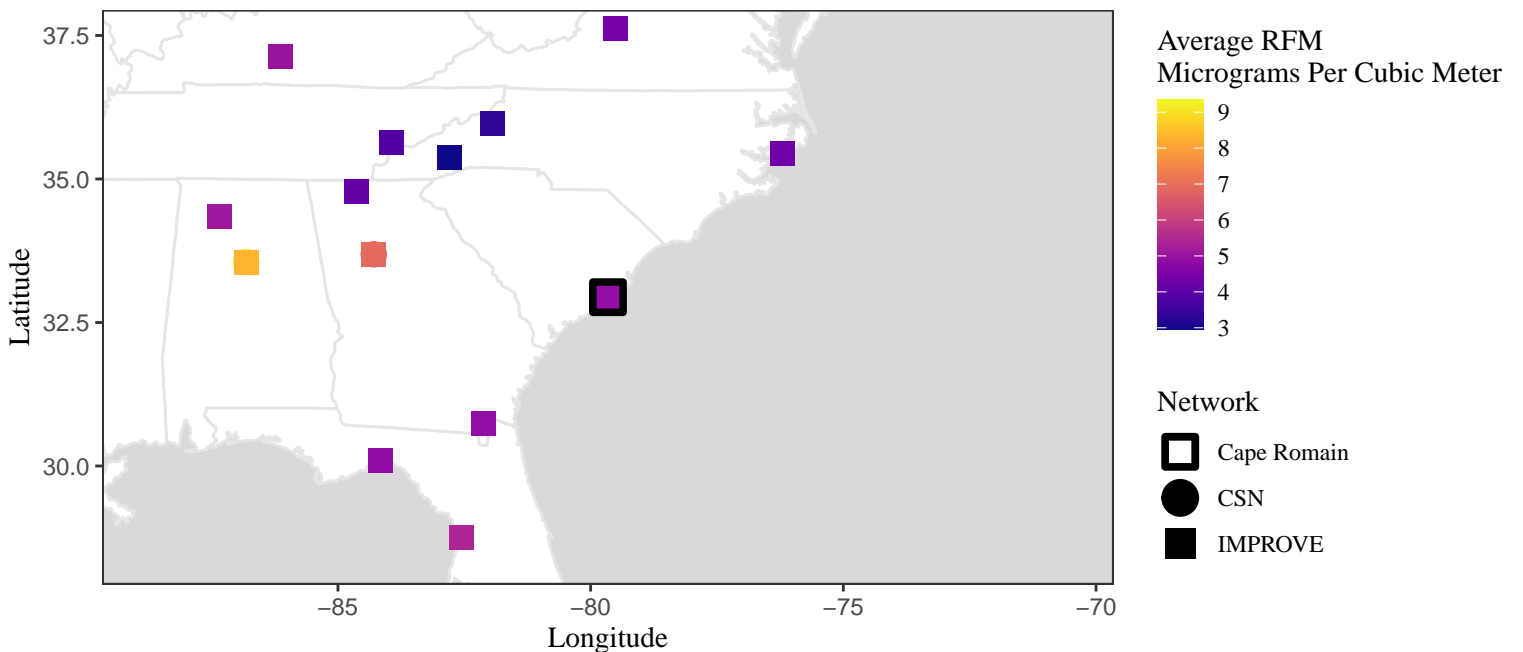 37.5
35.0
32.5
30.0
Latitude
−85
−80
−75
−70
Longitude
Average RFM
Micrograms Per Cubic Meter
9
8
7
6
5
4
3
Network
Cape Romain
CSN
IMPROVE